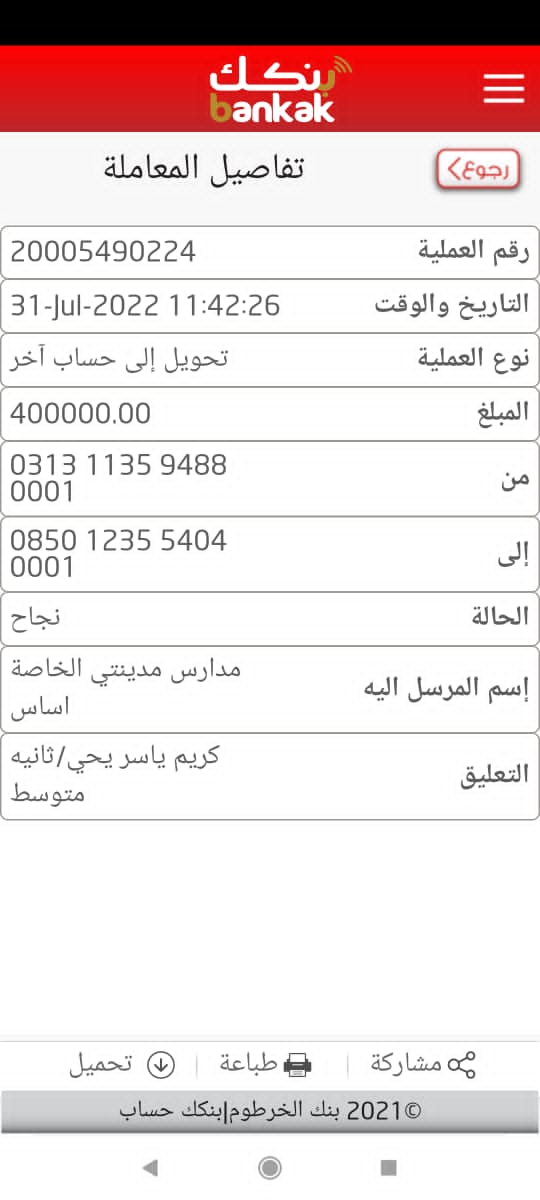 بنكك
bankak
رجوع
تفاصيل المعاملة
رقم العملية 20005490224
التاريخ والوقت 31-Jul-2022 11:42:26
نوع العملية تحويل إلى حساب آخر
المبلغ 400000.00
من 0313 1135 9488
0001
إلى 0850 1235 5404
0001
الحالة نجاح
إسم المرسل اليه مدارس مدينتي الخاصة
اساس
التعليق كريم ياسر يحي/ثانيه
متوسط
مشاركة | طباعة | تحميل
©2021 بنك الخرطوم|بنكك حساب